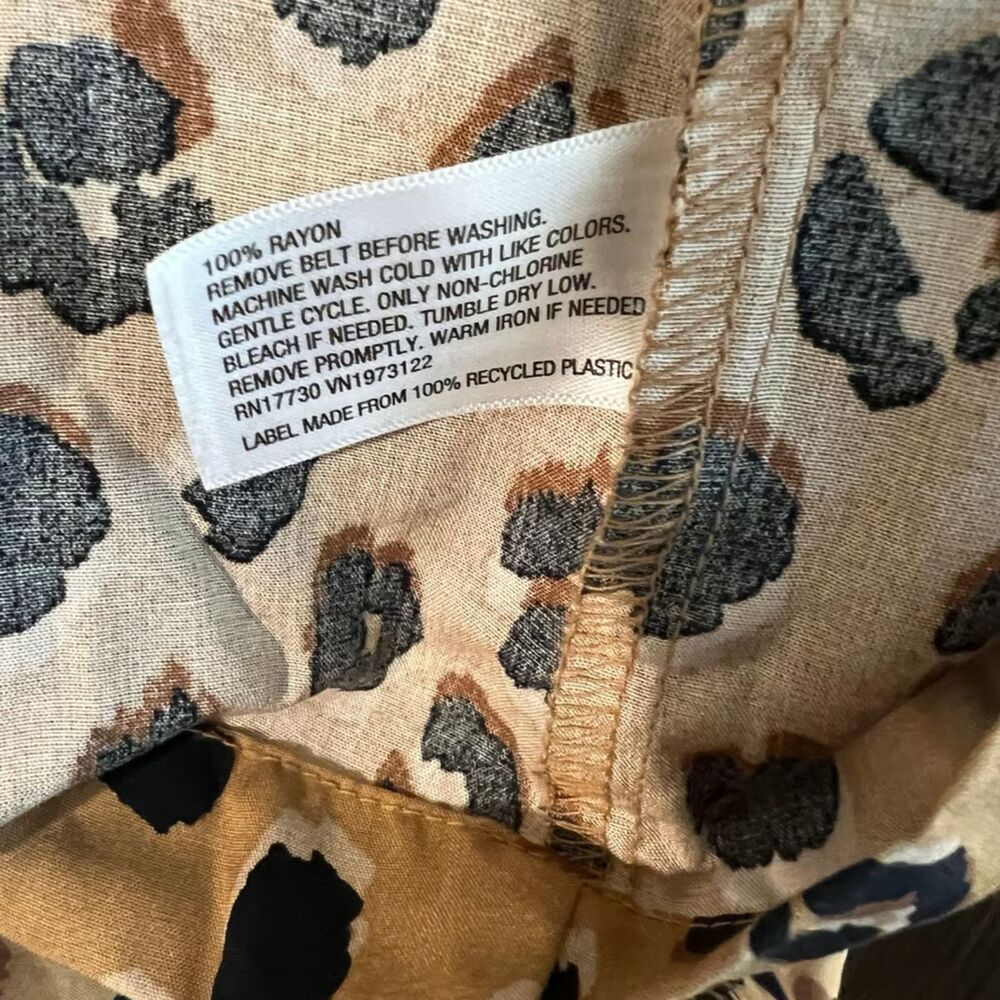 100% RAYON
REMOVE BELT BEFORE WASHING.
MACHINE WASH COLD WITH LIKE COLORS.
GENTLE CYCLE. ONLY NON-CHLORINE
BLEACH IF NEEDED. TUMBLE DRY LOW.
REMOVE PROMPTLY. WARM IRON IF NEEDED
RN17730 VN1973122
LABEL MADE FROM 100% RECYCLED PLASTIC